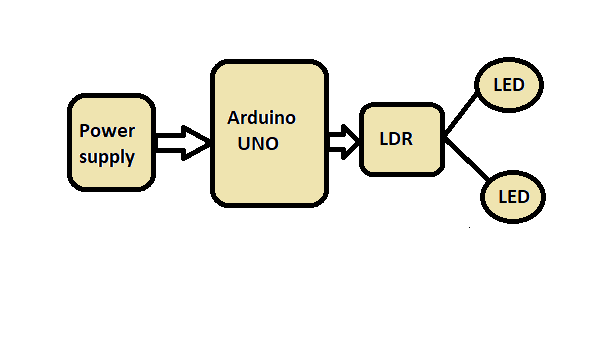 Power
supply
Arduino
UNO
LDR
LED
LED